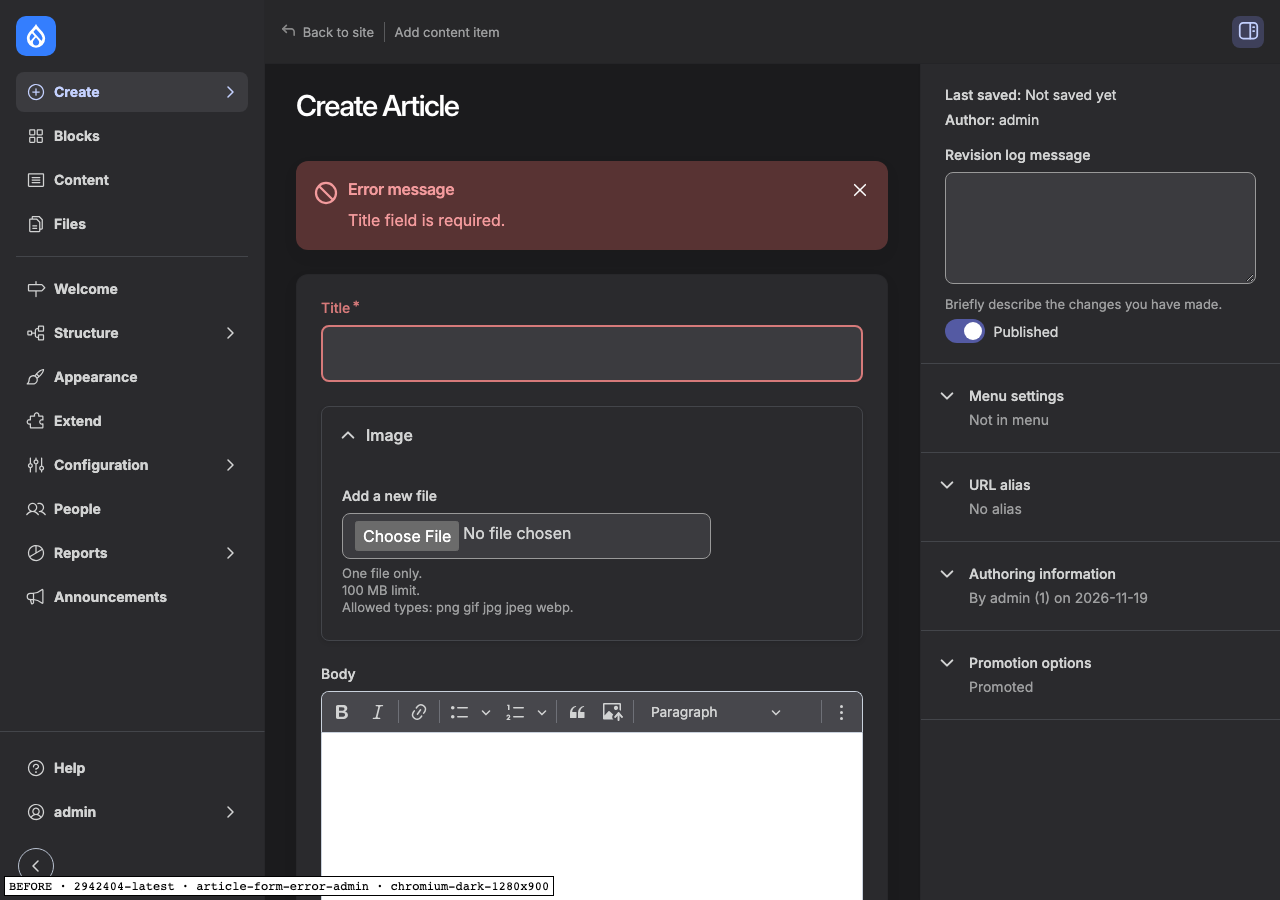 Back to site
Add content item
Create
Blocks
Content
Files
Welcome
Structure
Appearance
Extend
Configuration
People
Reports
Announcements
Help
admin
Create Article
Error message
Title field is required.
Title *
Image
Add a new file
Choose File No file chosen
One file only.
100 MB limit.
Allowed types: png gif jpg jpeg webp.
Body
B I Paragraph
Last saved: Not saved yet
Author: admin
Revision log message
Briefly describe the changes you have made.
Published
Menu settings
Not in menu
URL alias
No alias
Authoring information
By admin (1) on 2026-11-19
Promotion options
Promoted
BEFORE · 2942404-latest · article-form-error-admin · chromium-dark-1280x900